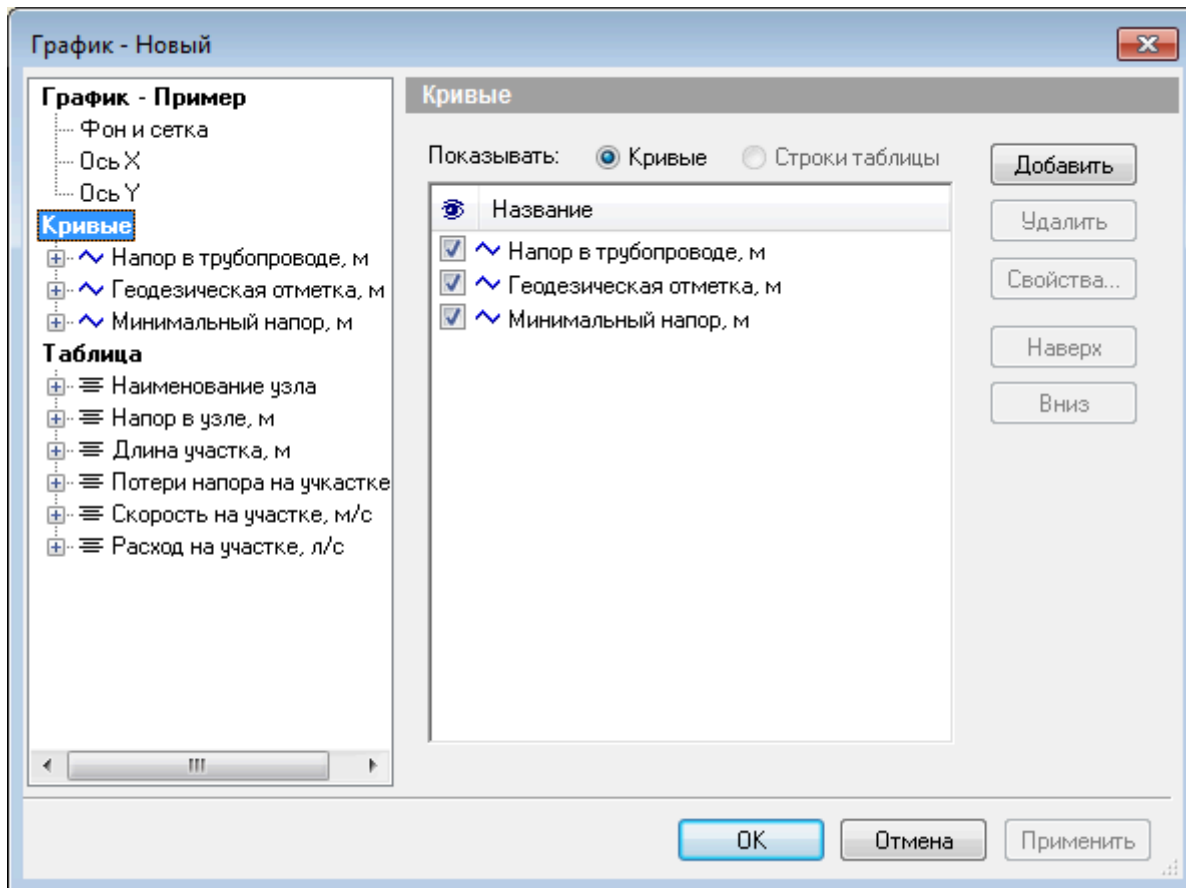 График - Новый
График - Пример
Фон и сетка
Ось X
Ось Y
Кривые
Напор в трубопроводе, м
Геодезическая отметка, м
Минимальный напор, м
Таблица
Наименование узла
Напор в узле, м
Длина участка, м
Потери напора на учкастке
Скорость на участке, м/с
Расход на участке, л/с
Кривые
Показывать: Кривые Строки таблицы
Название
Напор в трубопроводе, м
Геодезическая отметка, м
Минимальный напор, м
Добавить
Удалить
Свойства...
Наверх
Вниз
OK Отмена Применить